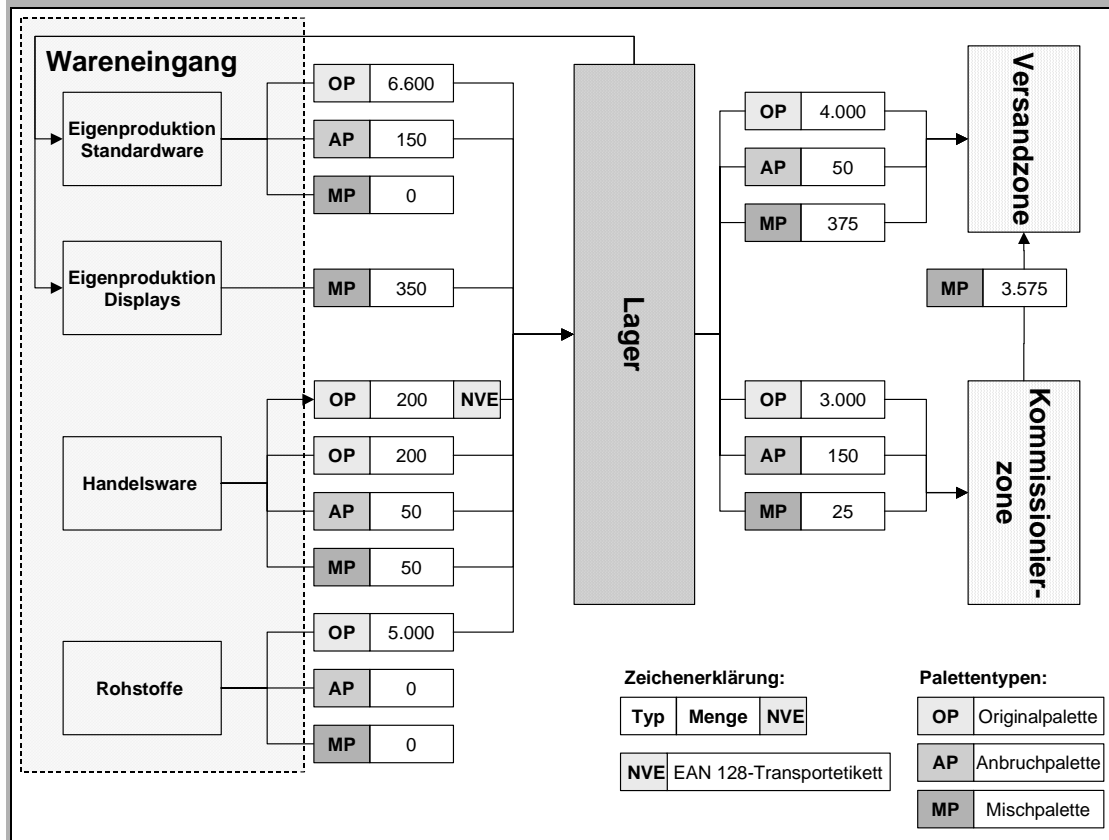 Wareneingang
Eigenproduktion
Standardware
OP 6.600
AP 150
MP 0
Eigenproduktion
Displays
MP 350
Handelsware
OP 200 NVE
OP 200
AP 50
MP 50
Rohstoffe
OP 5.000
AP 0
MP 0
Lager
OP 4.000
AP 50
MP 375
Versandzone
MP 3.575
OP 3.000
AP 150
MP 25
Kommissionier-
zone
Zeichenerklärung:
Typ Menge NVE
NVE EAN 128-Transportetikett
Palettentypen:
OP Originalpalette
AP Anbruchpalette
MP Mischpalette